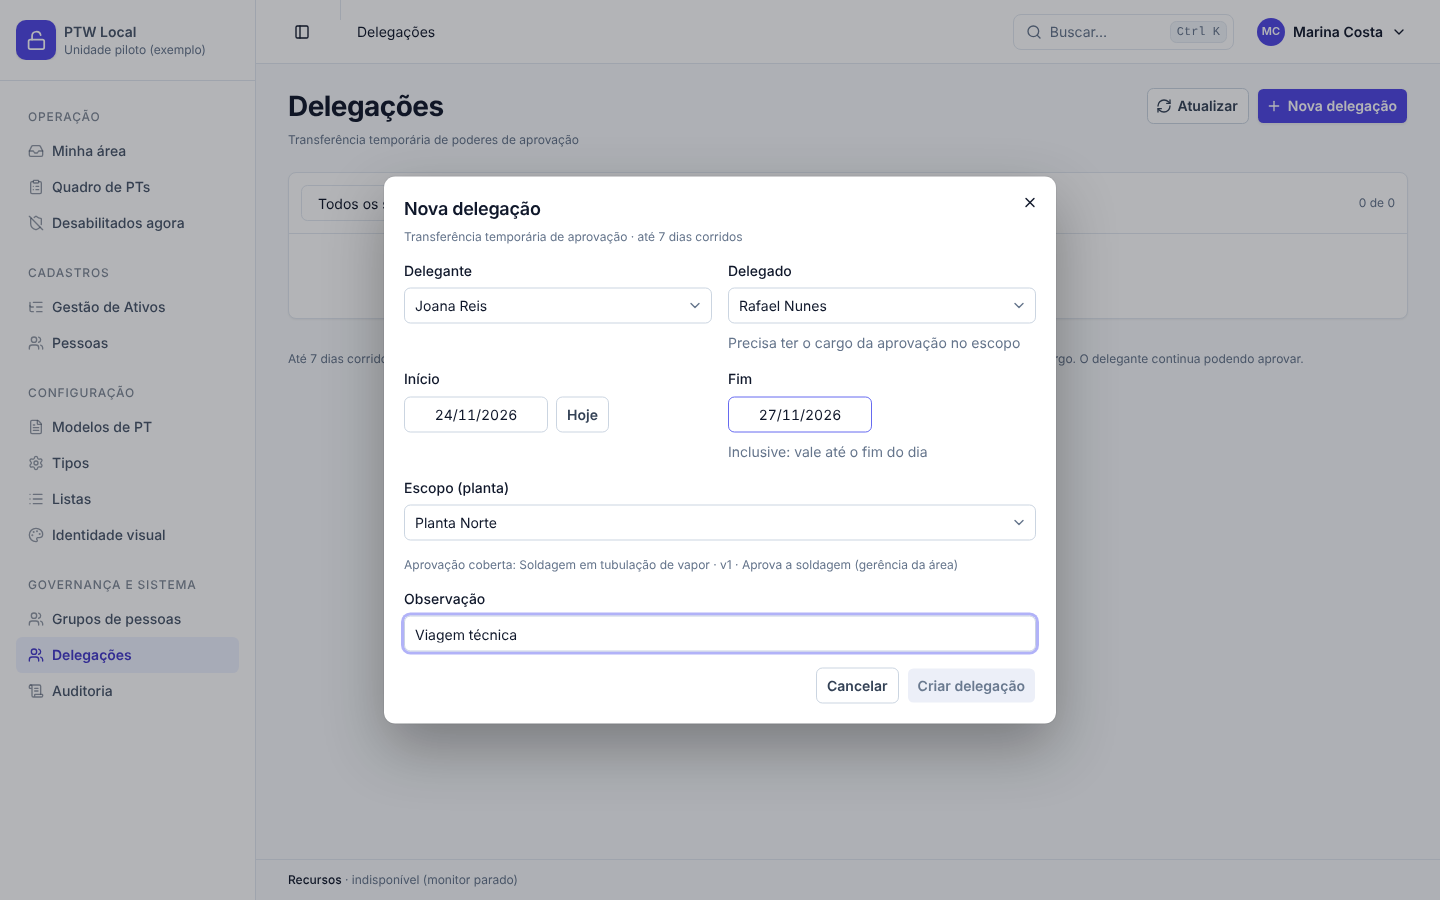 PTW Local
Unidade piloto (exemplo)
OPERAÇÃO
Minha área
Quadro de PTs
Desabilitados agora
CADASTROS
Gestão de Ativos
Pessoas
CONFIGURAÇÃO
Modelos de PT
Tipos
Listas
Identidade visual
GOVERNANÇA E SISTEMA
Grupos de pessoas
Delegações
Auditoria
Delegações
Buscar...
Ctrl K
MC
Marina Costa
Delegações
Transferência temporária de poderes de aprovação
Atualizar
Nova delegação
Todos os
0 de 0
Até 7 dias
O delegante continua podendo aprovar.
Nova delegação
Transferência temporária de aprovação · até 7 dias corridos
Delegante
Joana Reis
Delegado
Rafael Nunes
Precisa ter o cargo da aprovação no escopo
Início
24/11/2026
Hoje
Fim
27/11/2026
Inclusive: vale até o fim do dia
Escopo (planta)
Planta Norte
Aprovação coberta: Soldagem em tubulação de vapor · v1 · Aprova a soldagem (gerência da área)
Observação
Viagem técnica
Cancelar
Criar delegação
Recursos · indisponível (monitor parado)